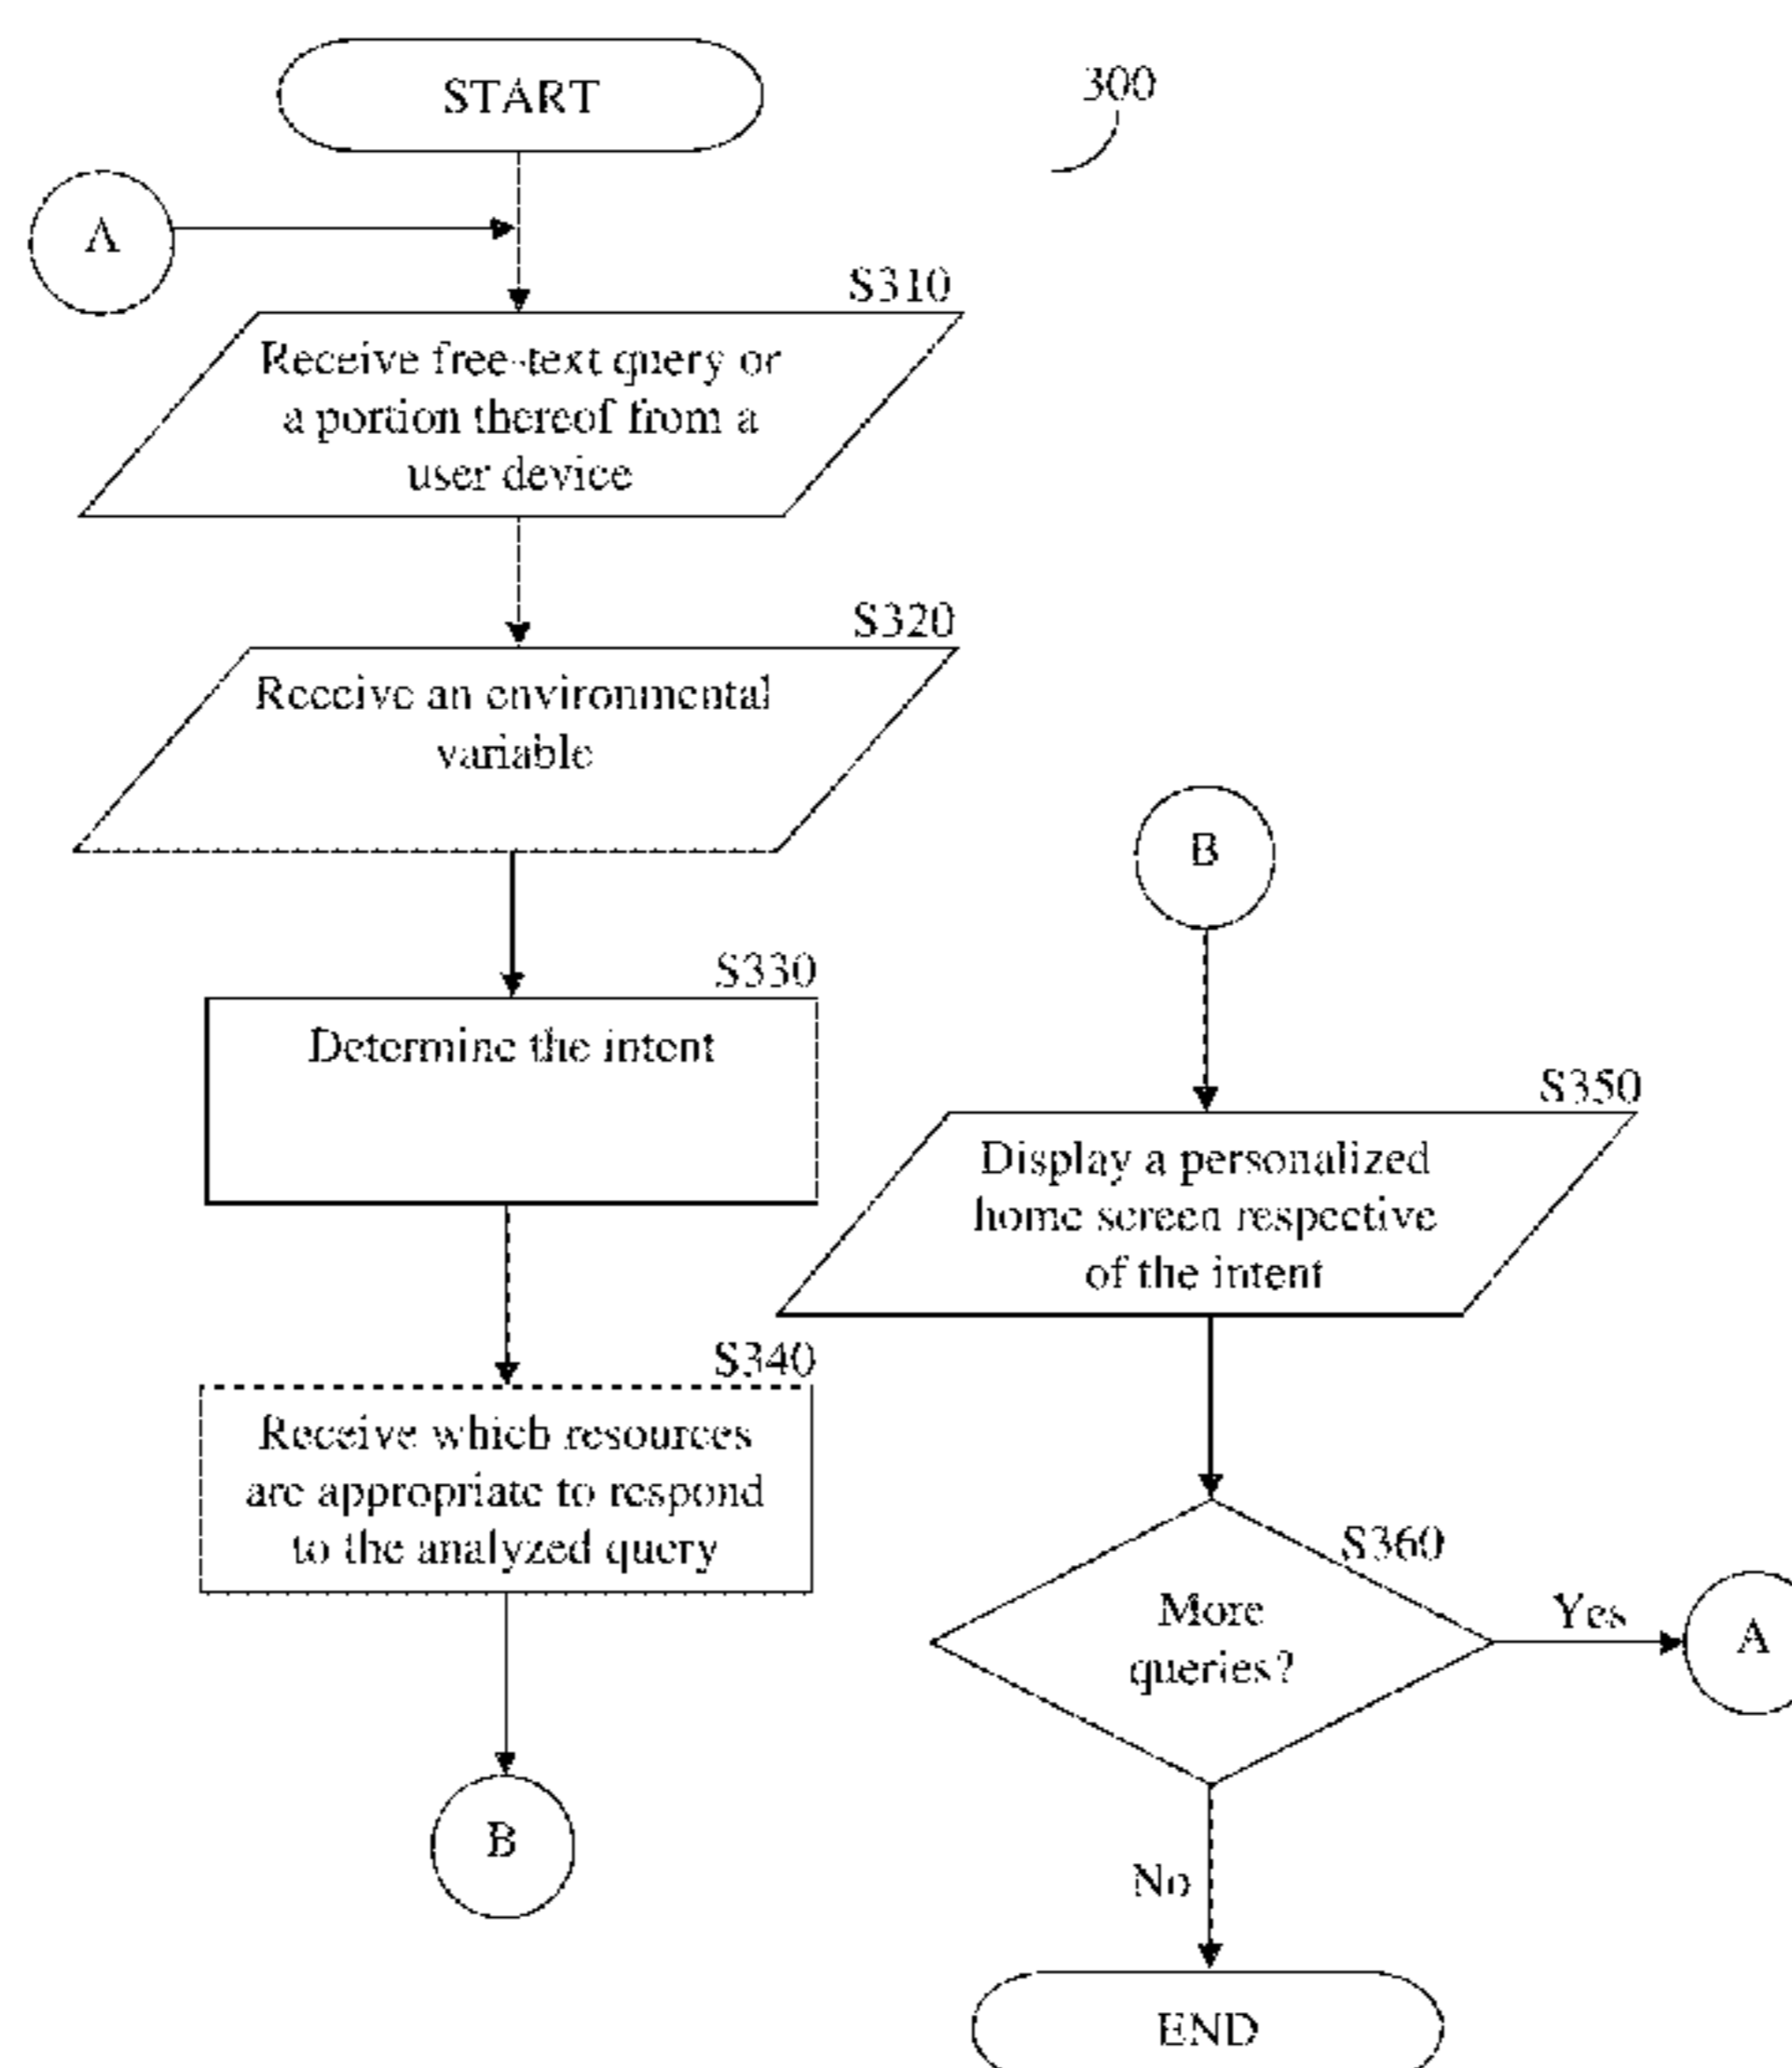 START
300
A
S310
Receive free-text query or
a portion thereof from a
user device
S320
Receive an environmental
variable
S330
Determine the intent
S340
Receive which resources
are appropriate to respond
to the analyzed query
B
B
S350
Display a personalized
home screen respective
of the intent
S360
More
queries?
Yes
A
No
END